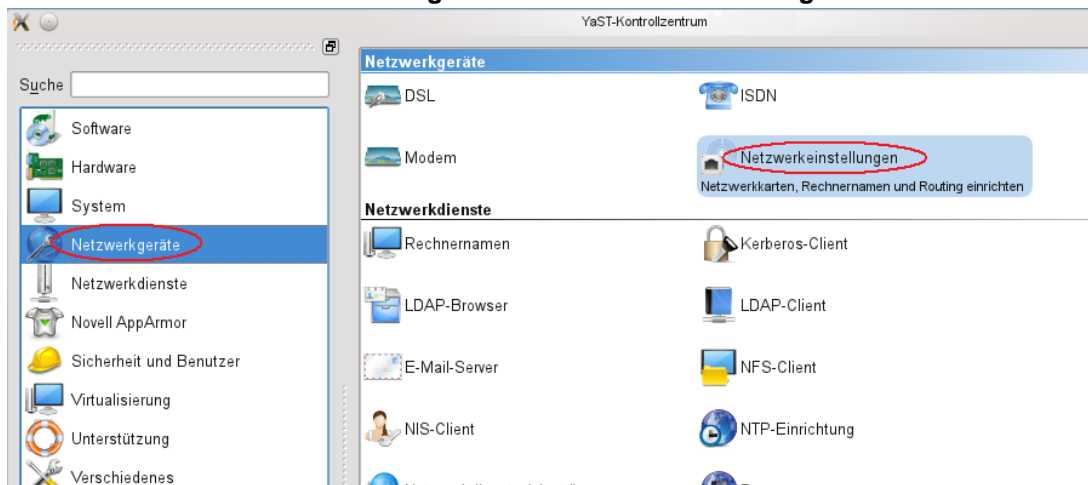 YaST-Kontrollzentrum
Suche
Software
Hardware
System
Netzwerkgeräte
Netzwerkdienste
Novell AppArmor
Sicherheit und Benutzer
Virtualisierung
Unterstützung
Verschiedenes
Netzwerkgeräte
DSL
ISDN
Modem
Netzwerkeinstellungen
Netzwerkkarten, Rechnernamen und Routing einrichten
Netzwerkdienste
Rechnernamen
Kerberos-Client
LDAP-Browser
LDAP-Client
E-Mail-Server
NFS-Client
NIS-Client
NTP-Einrichtung